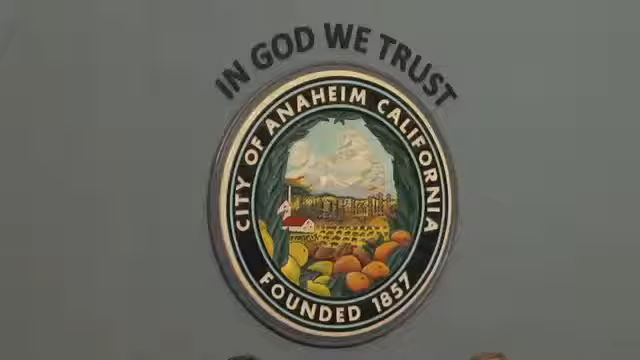 IN GOD WE TRUST
CITY OF ANAHEIM CALIFORNIA
FOUNDED 1857